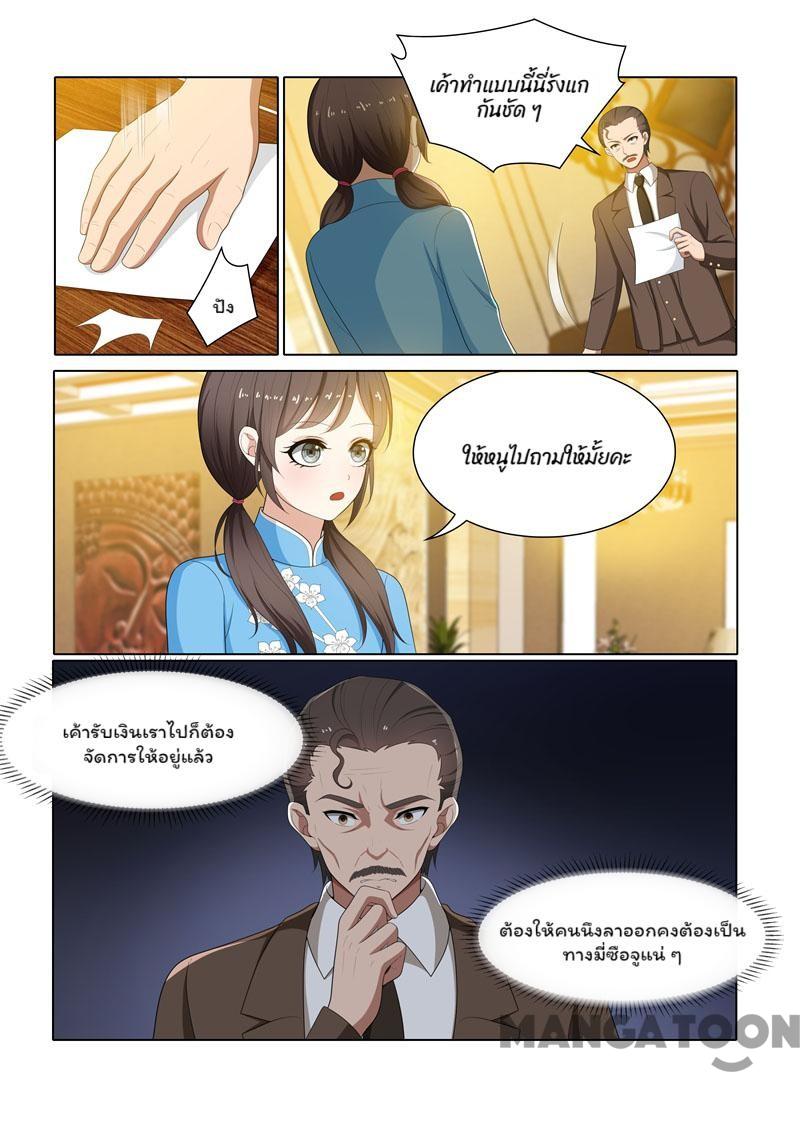 ปัง
เค้าทำแบบนี้นี่รังแก
กันชัด ๆ
ให้หนูไปถามให้มั้ยคะ
เค้ารับเงินเราไปก็ต้อง
จัดการให้อยู่แล้ว
ต้องให้คนนึงลาออกคงต้องเป็น
ทางมี่ซือจูแน่ ๆ
MANGATOON